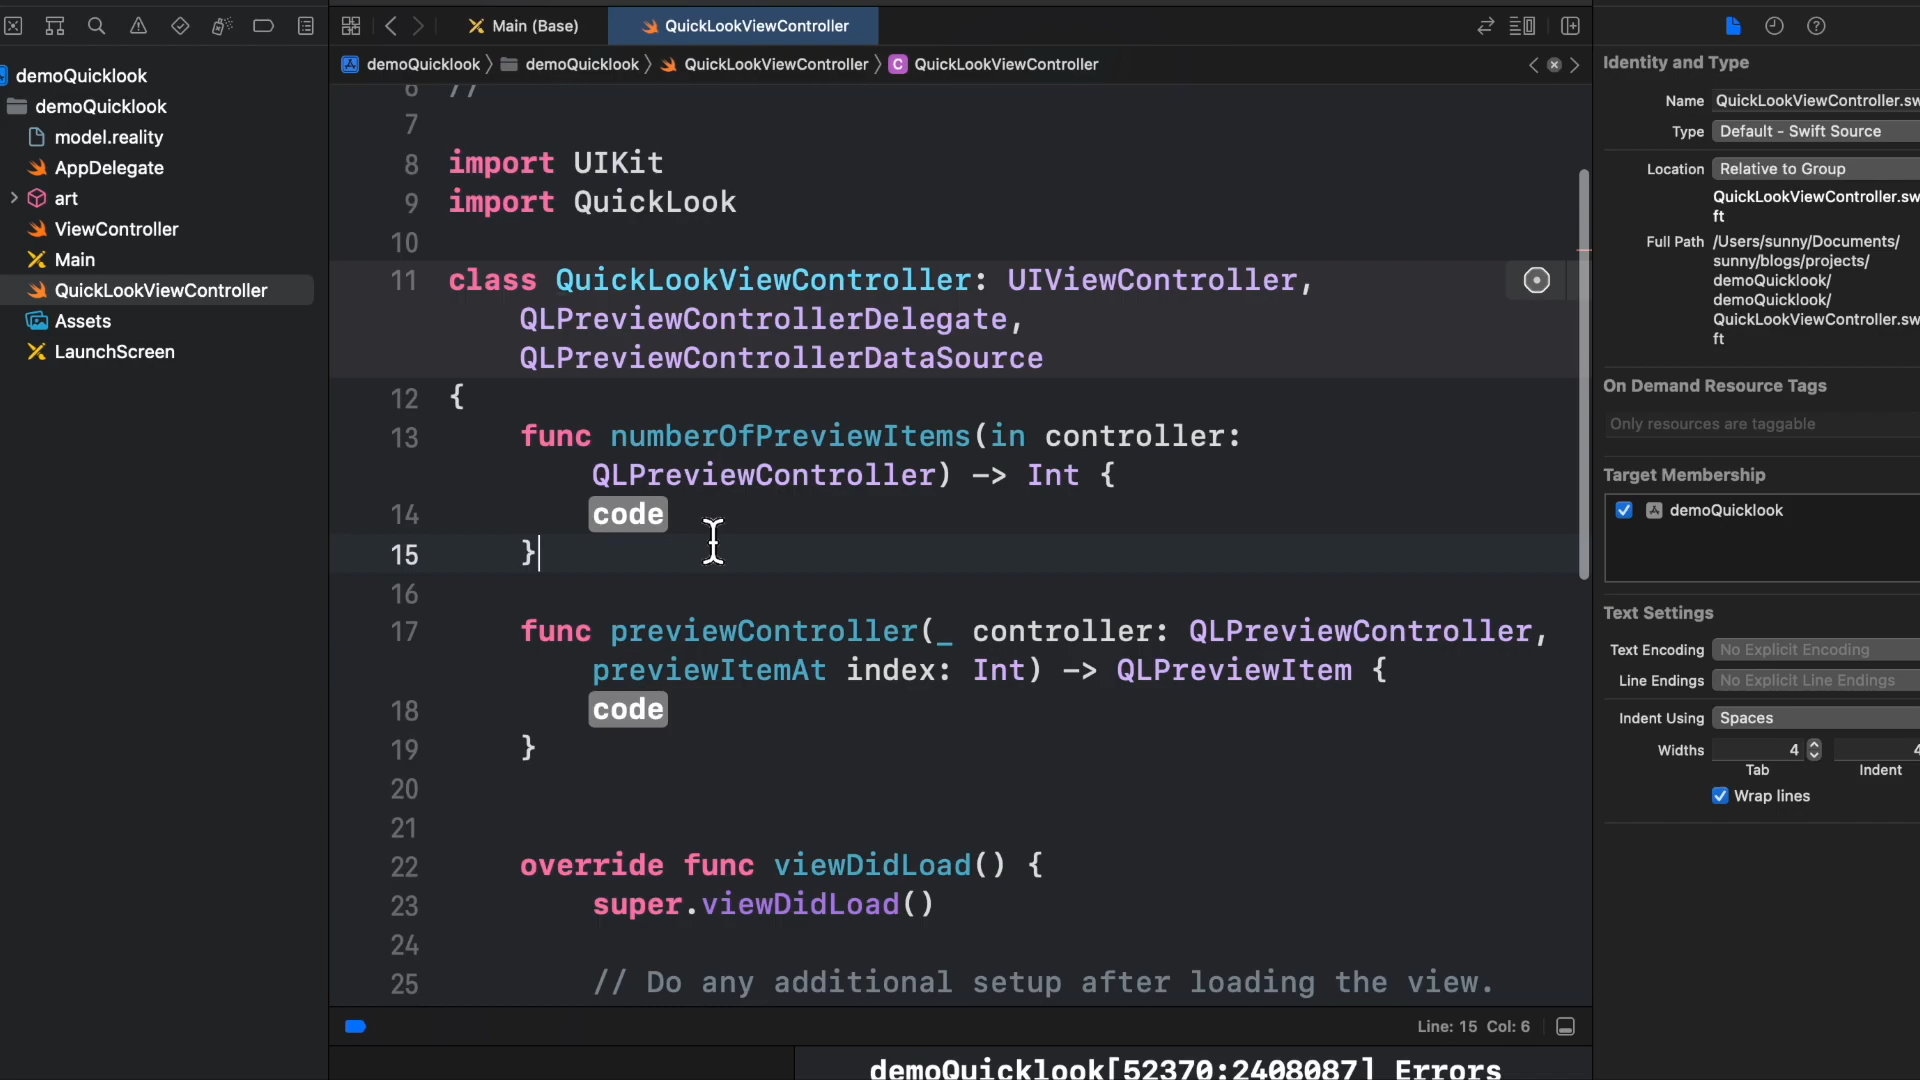 Main (Base)
QuickLookViewController
demoQuicklook
demoQuicklook
QuickLookViewController
QuickLookViewController
demoQuicklook
demoQuicklook
model.reality
AppDelegate
art
ViewController
Main
QuickLookViewController
Assets
LaunchScreen
6 //
7
8 import UIKit
9 import QuickLook
10
11 class QuickLookViewController: UIViewController,
QLPreviewControllerDelegate,
QLPreviewControllerDataSource
12 {
13 func numberOfPreviewItems(in controller:
QLPreviewController) -> Int {
14 code
15 }
16
17 func previewController(_ controller: QLPreviewController,
previewItemAt index: Int) -> QLPreviewItem {
18 code
19 }
20
21
22 override func viewDidLoad() {
23 super.viewDidLoad()
24
25 // Do any additional setup after loading the view.
Line: 15 Col: 6
demoQuicklook[52370:2408087] Errors
Identity and Type
Name QuickLookViewController.sw
Type Default - Swift Source
Location Relative to Group
QuickLookViewController.sw
ft
Full Path /Users/sunny/Documents/
sunny/blogs/projects/
demoQuicklook/
demoQuicklook/
QuickLookViewController.sw
ft
On Demand Resource Tags
Only resources are taggable
Target Membership
demoQuicklook
Text Settings
Text Encoding No Explicit Encoding
Line Endings No Explicit Line Endings
Indent Using Spaces
Widths 4 4
Tab Indent
Wrap lines